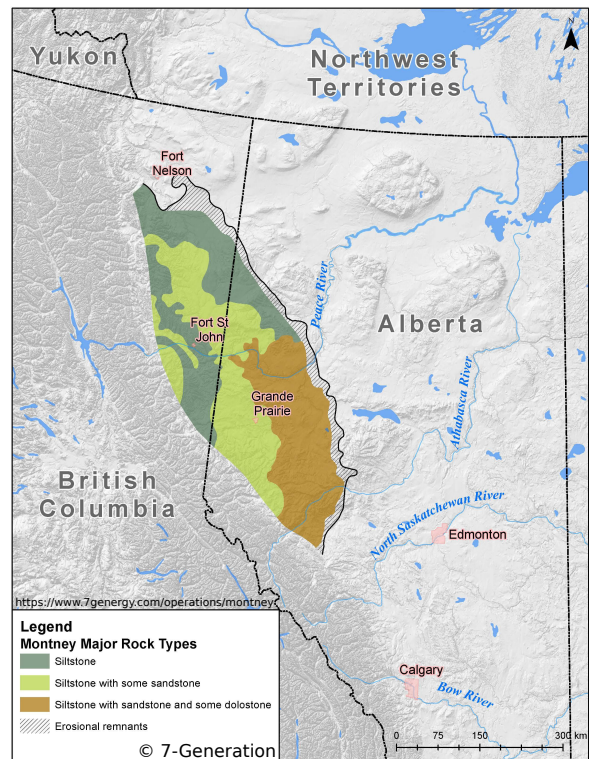 Yukon
Northwest
Territories
N
Fort
Nelson
Peace River
Fort St
John
Alberta
Grande
Prairie
Athabasca River
British
Columbia
North Saskatchewan River
Edmonton
https://www.7genergy.com/operations/montney
Legend
Montney Major Rock Types
Siltstone
Siltstone with some sandstone
Siltstone with sandstone and some dolostone
Erosional remnants
© 7-Generation
Calgary
Bow River
0 75 150 300 km